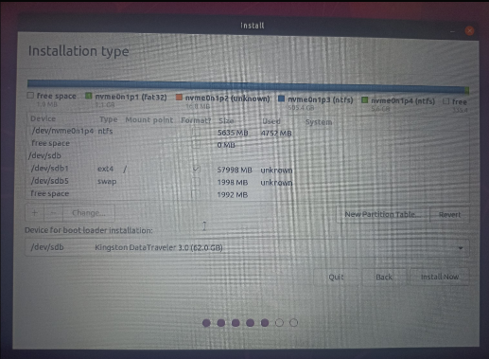 Install
Installation type
free space nvme0n1p1 (fat32) nvme0n1p2 (unknown) nvme0n1p3 (ntfs) nvme0n1p4 (ntfs) free
Device Type Mount point Format? Size Used System
/dev/nvme0n1p4 ntfs 5635 MB 4752 MB
free space 0 MB
/dev/sdb
/dev/sdb1 ext4 / 57998 MB unknown
/dev/sdb5 swap 1998 MB unknown
free space 1992 MB
+ - Change... New Partition Table... Revert
Device for boot loader installation:
/dev/sdb Kingston DataTraveler 3.0 (62.0 GB)
Quit Back Install Now